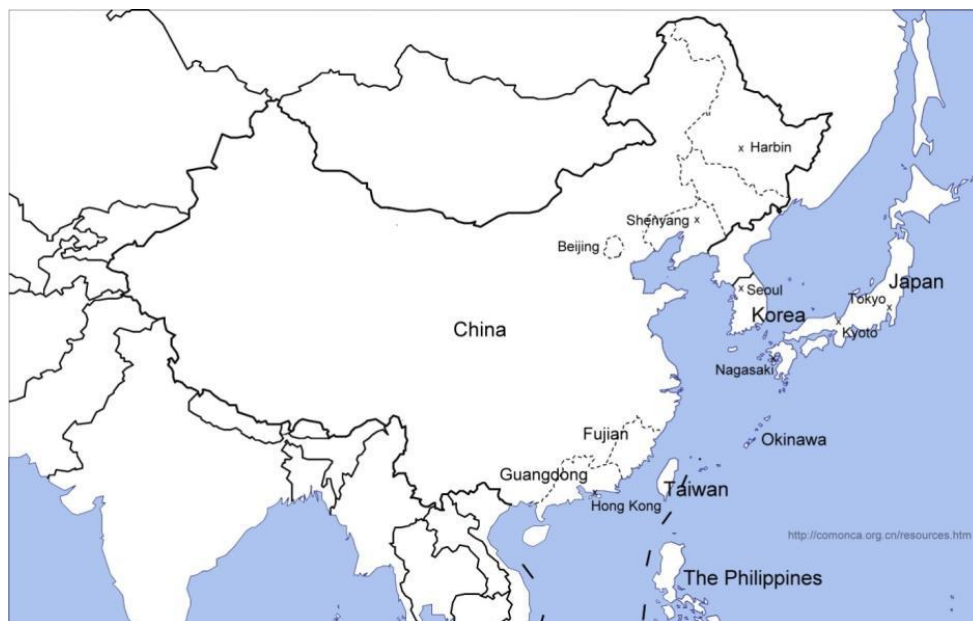 Harbin
Shenyang
Beijing
Japan
Seoul
Tokyo
Korea
China
Kyoto
Nagasaki
Fujian
Okinawa
Guangdong
Taiwan
Hong Kong
http://comonca.org.cn/resources.htm
The Philippines